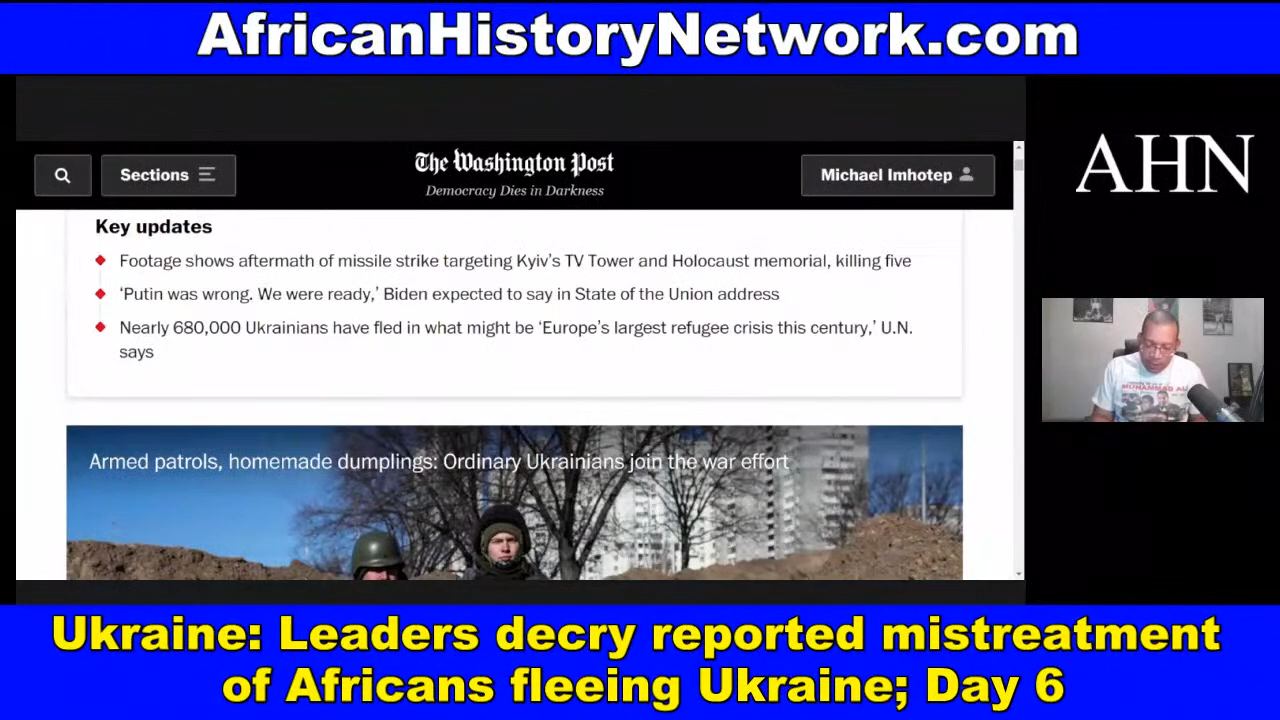 AfricanHistoryNetwork.com
AHN
Sections
The Washington Post
Democracy Dies in Darkness
Michael Imhotep
Key updates
Footage shows aftermath of missile strike targeting Kyiv's TV Tower and Holocaust memorial, killing five
'Putin was wrong. We were ready,' Biden expected to say in State of the Union address
Nearly 680,000 Ukrainians have fled in what might be 'Europe's largest refugee crisis this century,' U.N.
says
Armed patrols, homemade dumplings: Ordinary Ukrainians join the war effort
MUHAMMAD ALI
Ukraine: Leaders decry reported mistreatment
of Africans fleeing Ukraine; Day 6